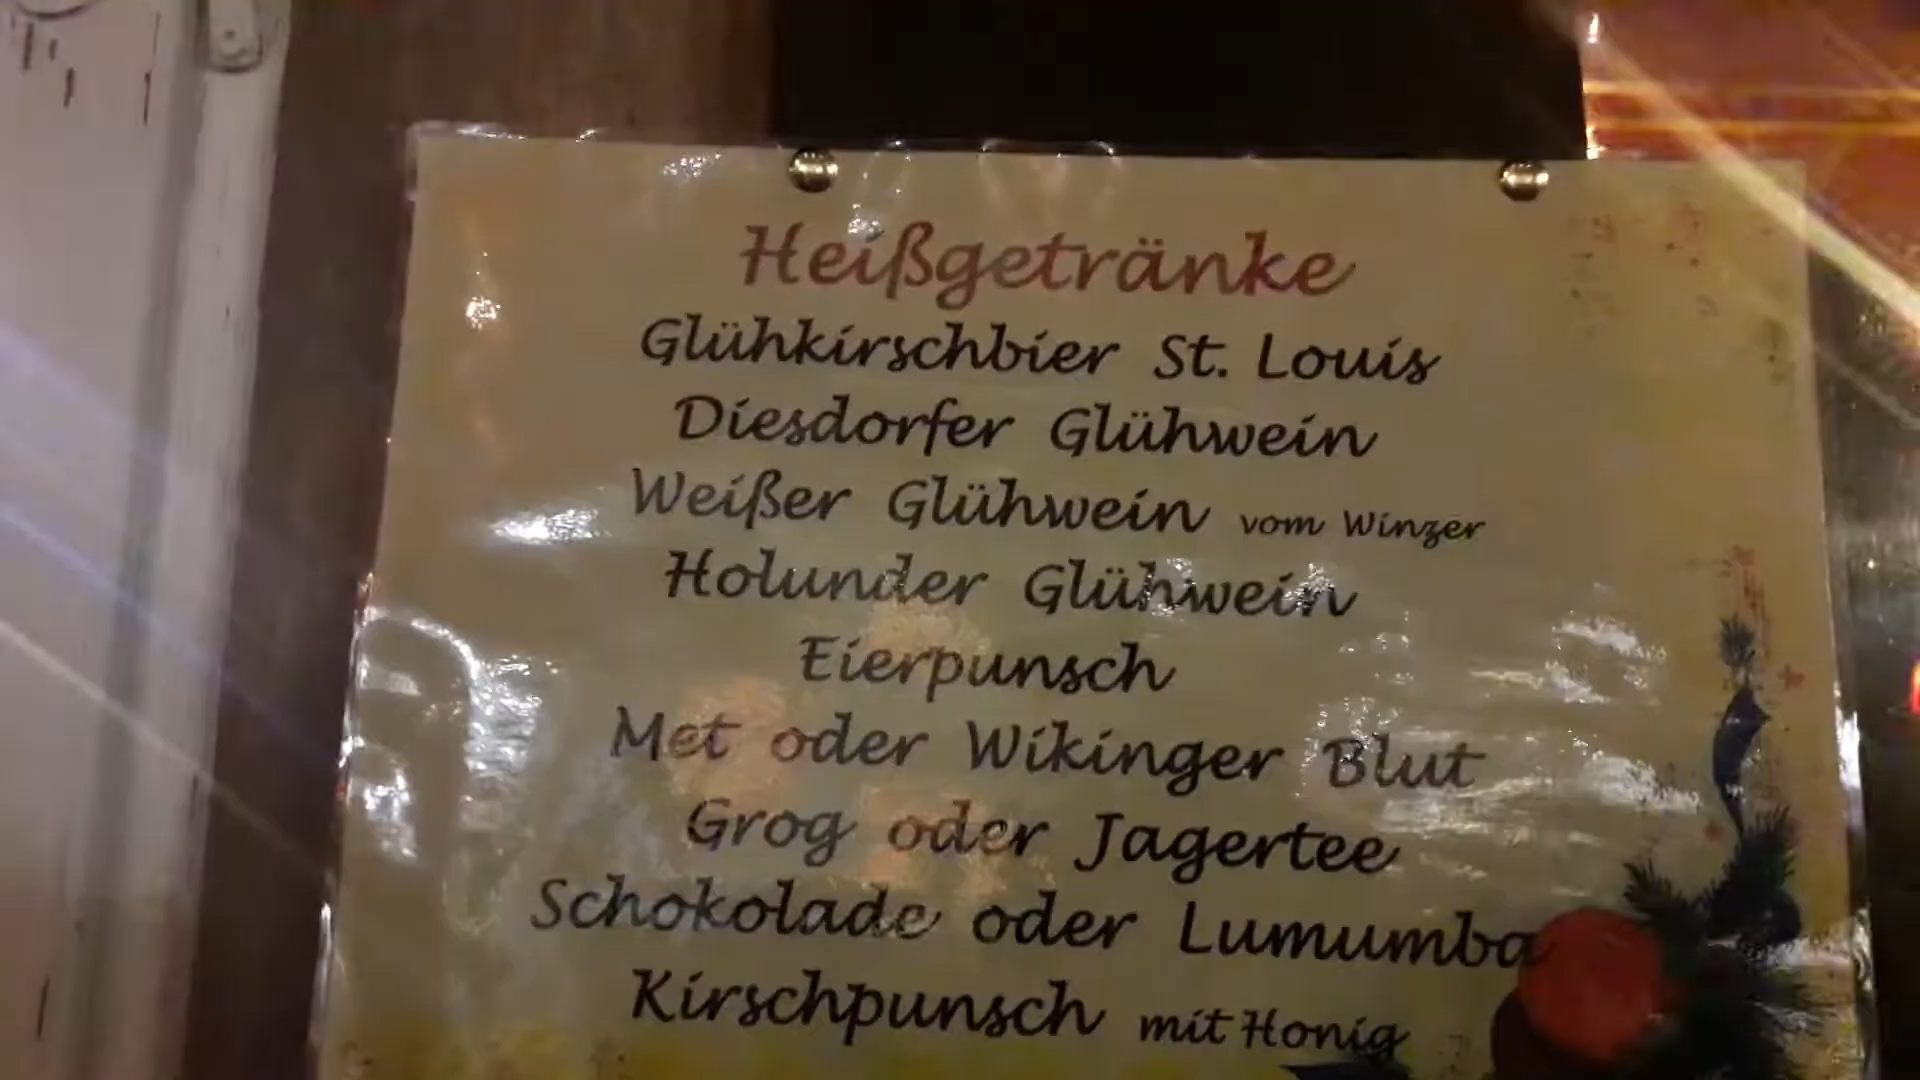 Heißgetränke
Glühkirschbier St. Louis
Diesdorfer Glühwein
Weißer Glühwein vom Winzer
Holunder Glühwein
Eierpunsch
Met oder Wikinger Blut
Grog oder Jagertee
Schokolade oder Lumumba
Kirschpunsch mit Honig